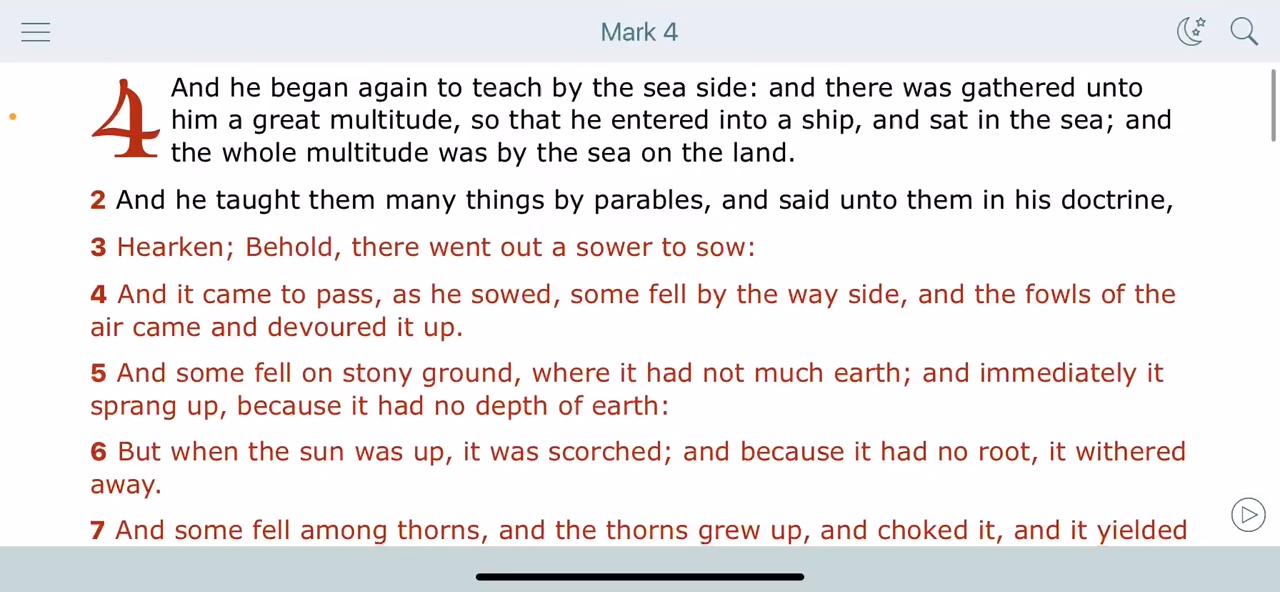 Mark 4
4 And he began again to teach by the sea side: and there was gathered unto
him a great multitude, so that he entered into a ship, and sat in the sea; and
the whole multitude was by the sea on the land.
2 And he taught them many things by parables, and said unto them in his doctrine,
3 Hearken; Behold, there went out a sower to sow:
4 And it came to pass, as he sowed, some fell by the way side, and the fowls of the
air came and devoured it up.
5 And some fell on stony ground, where it had not much earth; and immediately it
sprang up, because it had no depth of earth:
6 But when the sun was up, it was scorched; and because it had no root, it withered
away.
7 And some fell among thorns, and the thorns grew up, and choked it, and it yielded